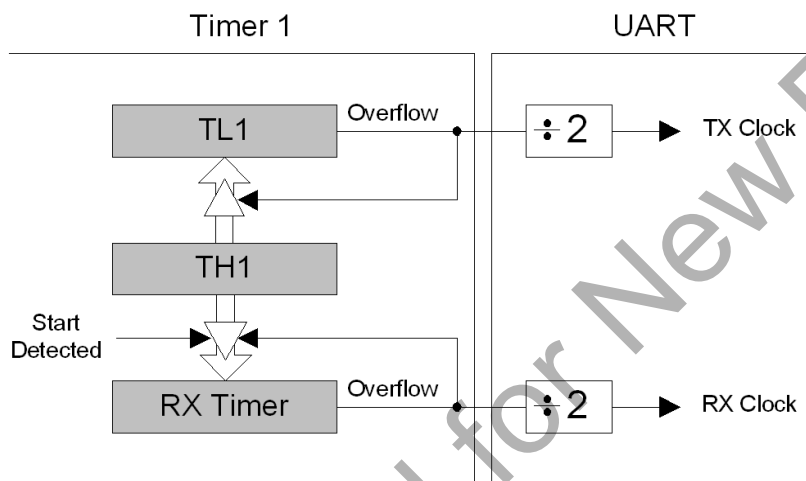 Timer 1
UART
TL1
Overflow
÷ 2
TX Clock
TH1
Start
Detected
RX Timer
Overflow
÷ 2
RX Clock
for New